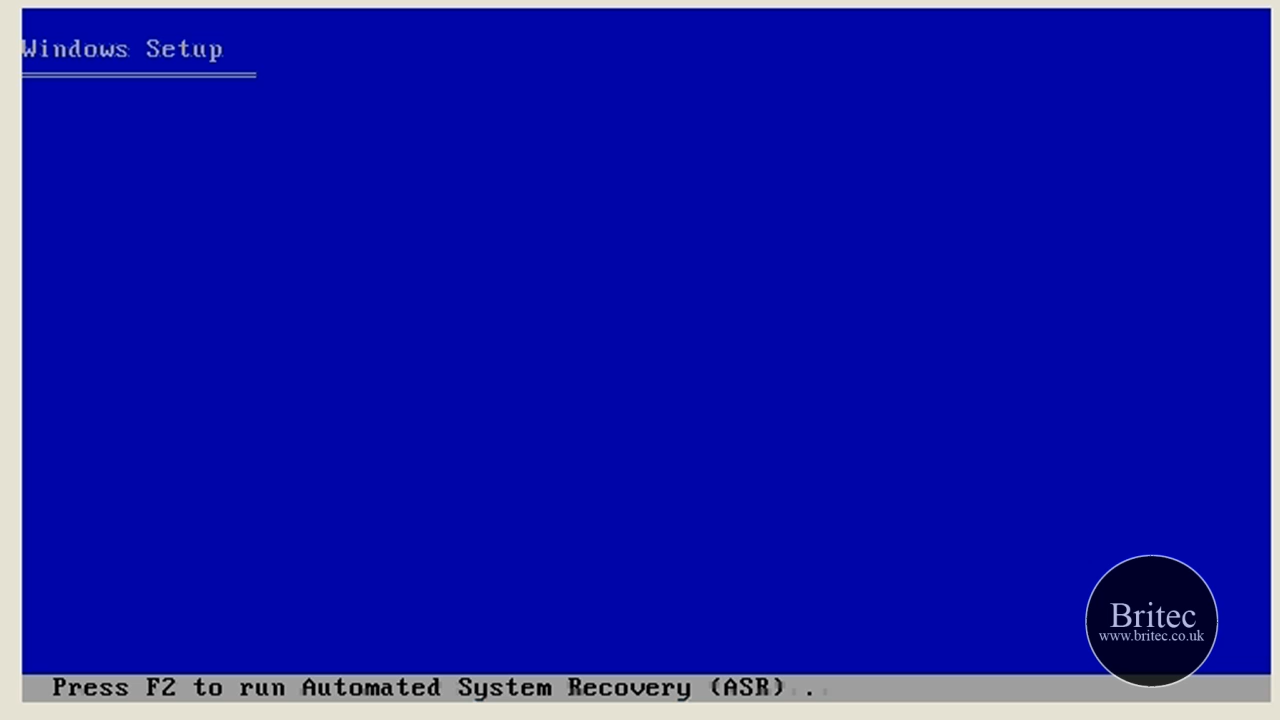 Windows Setup
Britec
www.britec.co.uk
Press F2 to run Automated System Recovery (ASR) ...